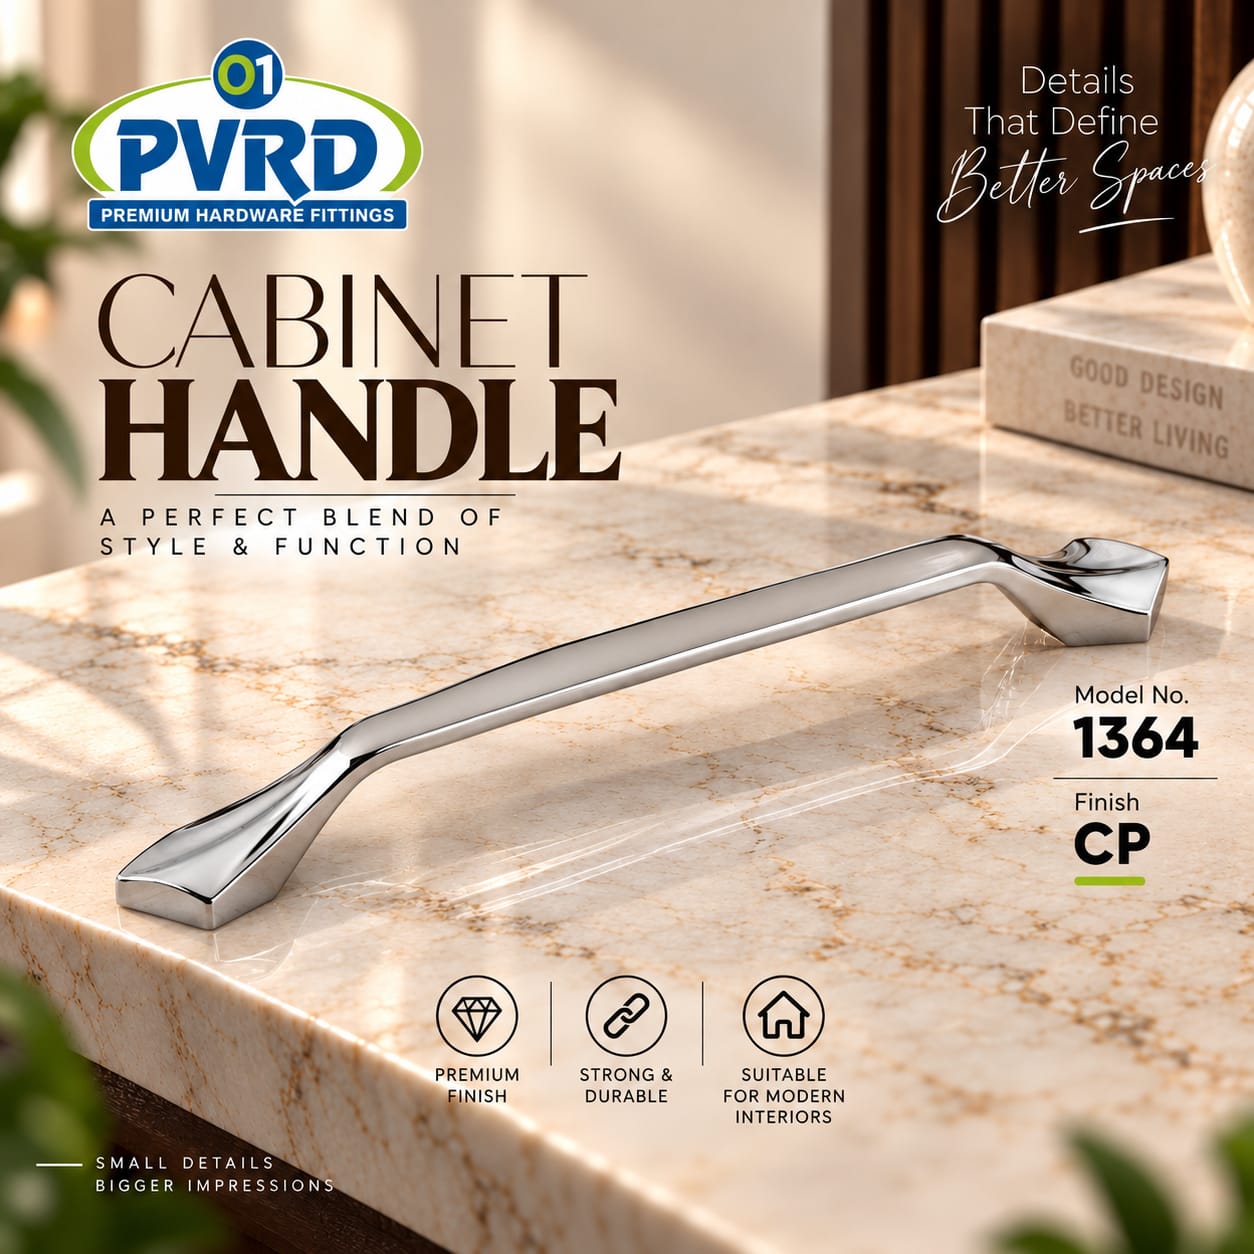 01
PVRD
PREMIUM HARDWARE FITTINGS
Details
That Define
Better Spaces
CABINET
HANDLE
A PERFECT BLEND OF
STYLE & FUNCTION
GOOD DESIGN
BETTER LIVING
Model No.
1364
Finish
CP
PREMIUM
FINISH
STRONG &
DURABLE
SUITABLE
FOR MODERN
INTERIORS
SMALL DETAILS
BIGGER IMPRESSIONS